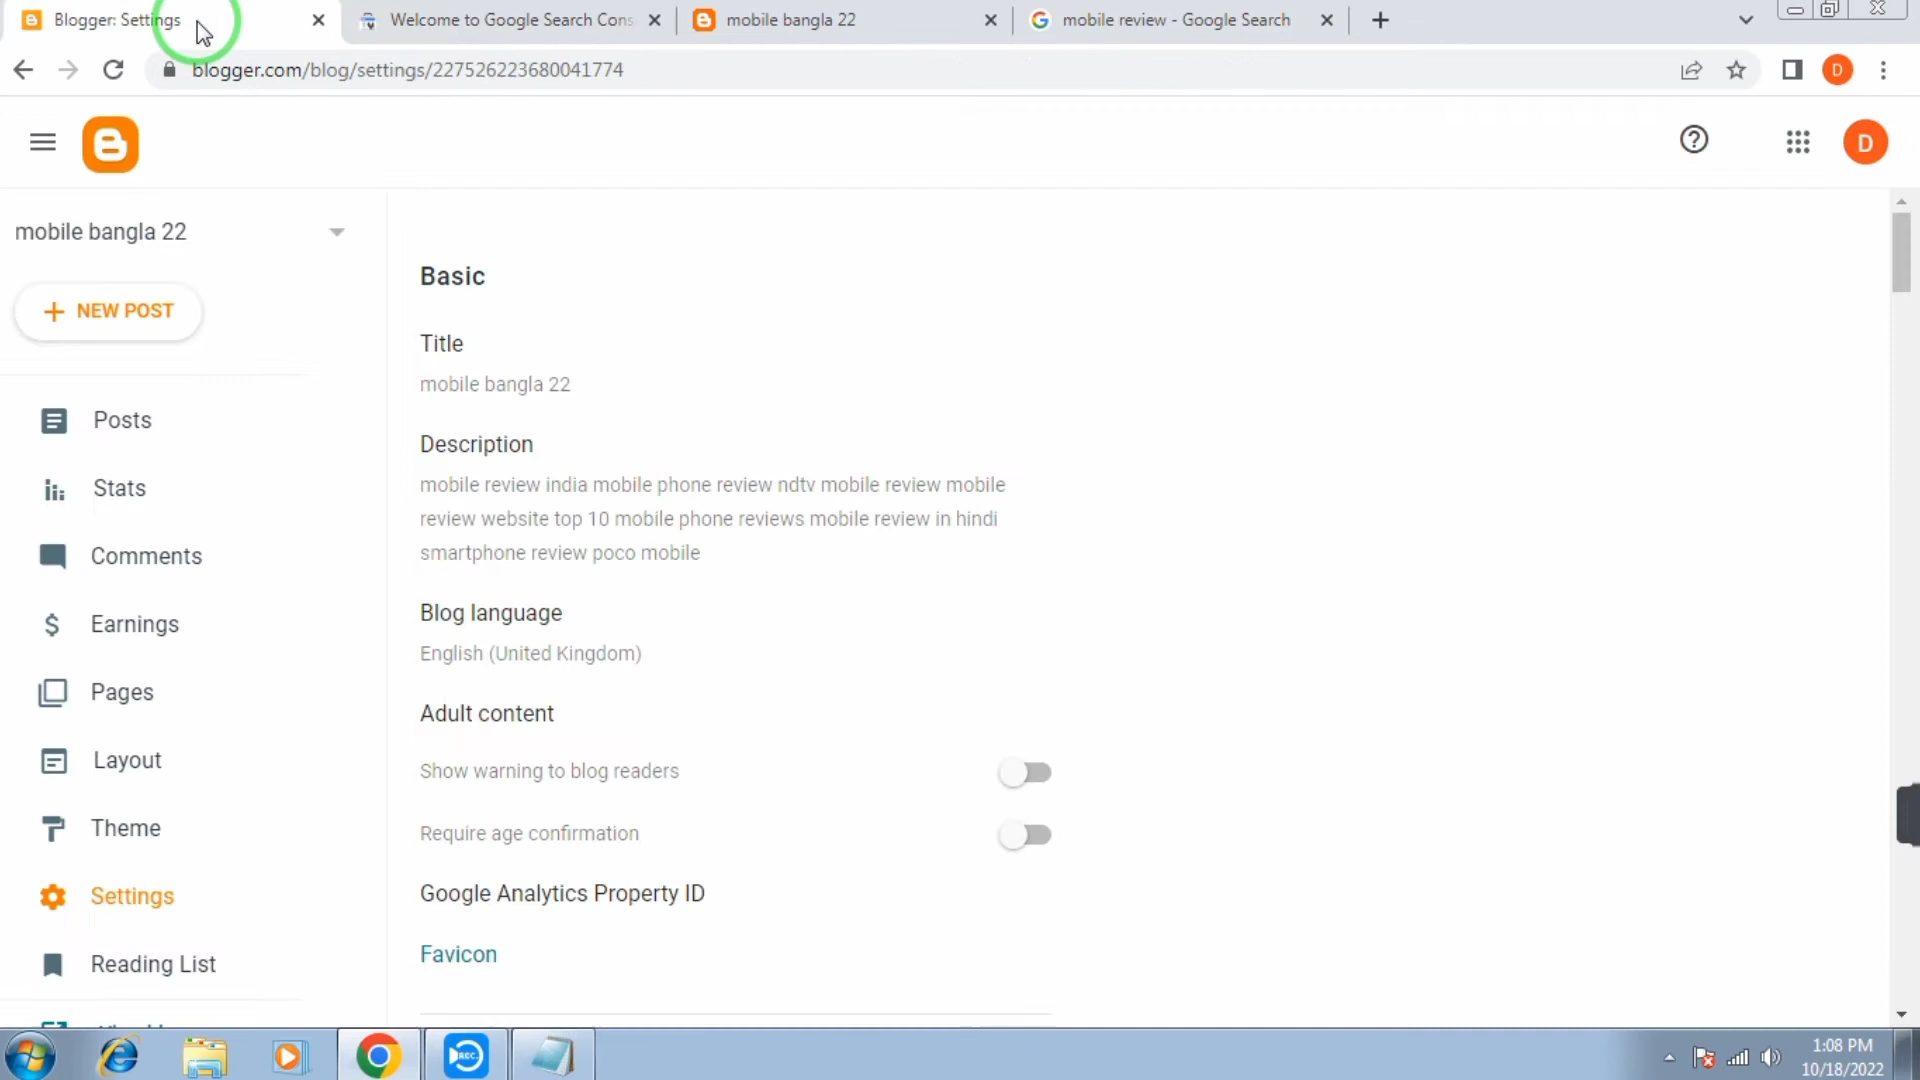 Blogger: Settings
Welcome to Google Search Cons
mobile bangla 22
mobile review - Google Search
blogger.com/blog/settings/227526223680041774
D
D
mobile bangla 22
NEW POST
Posts
Stats
Comments
Earnings
Pages
Layout
Theme
Settings
Reading List
Basic
Title
mobile bangla 22
Description
mobile review india mobile phone review ndtv mobile review mobile
review website top 10 mobile phone reviews mobile review in hindi
smartphone review poco mobile
Blog language
English (United Kingdom)
Adult content
Show warning to blog readers
Require age confirmation
Google Analytics Property ID
Favicon
REC
1:08 PM
10/18/2022